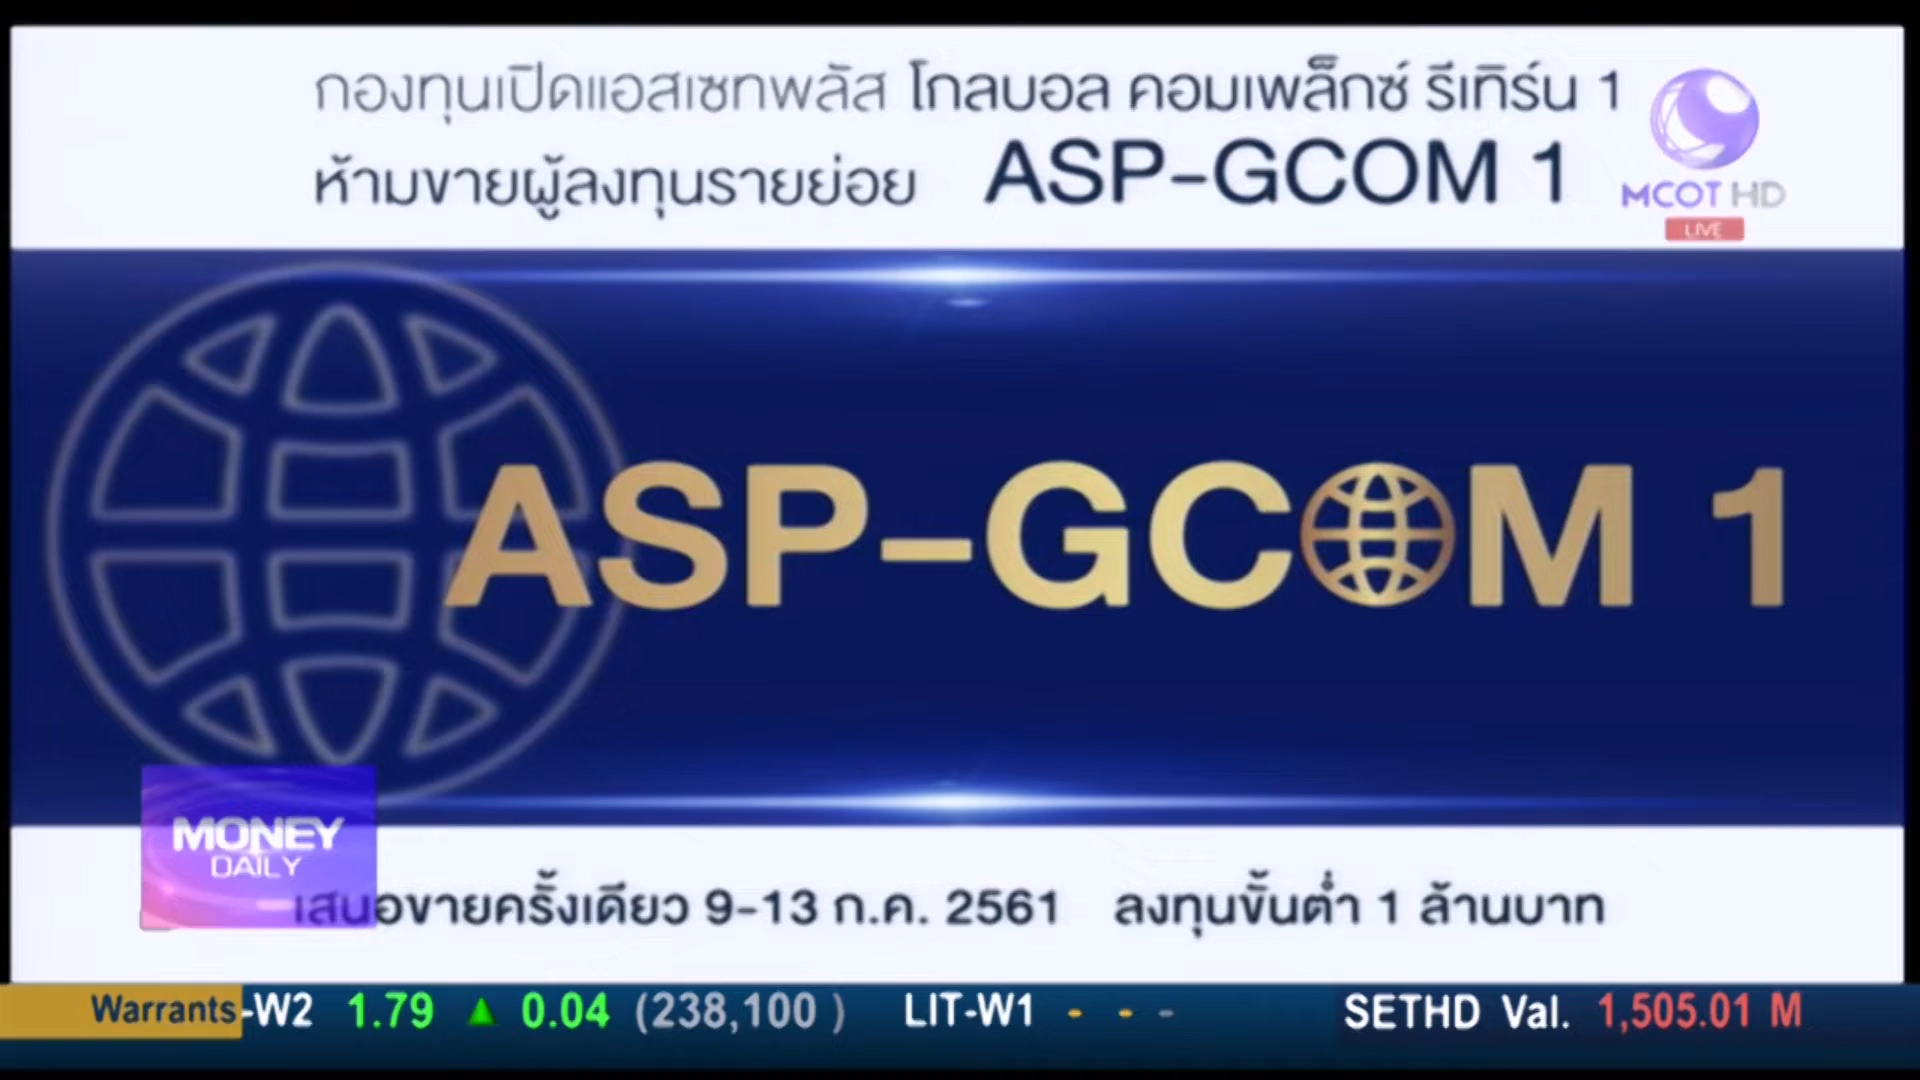 กองทุนเปิดแอสเซทพลัส โกลบอล คอมเพล็กซ์ รีเทิร์น 1
ห้ามขายผู้ลงทุนรายย่อย ASP-GCOM 1
MCOT HD
LIVE
ASP-GCOM 1
MONEY
DAILY
เสนอขายครั้งเดียว 9-13 ก.ค. 2561 ลงทุนขั้นต่ำ 1 ล้านบาท
Warrants -W2 1.79 ▲ 0.04 (238,100 ) LIT-W1 - - - SETHD Val. 1,505.01 M